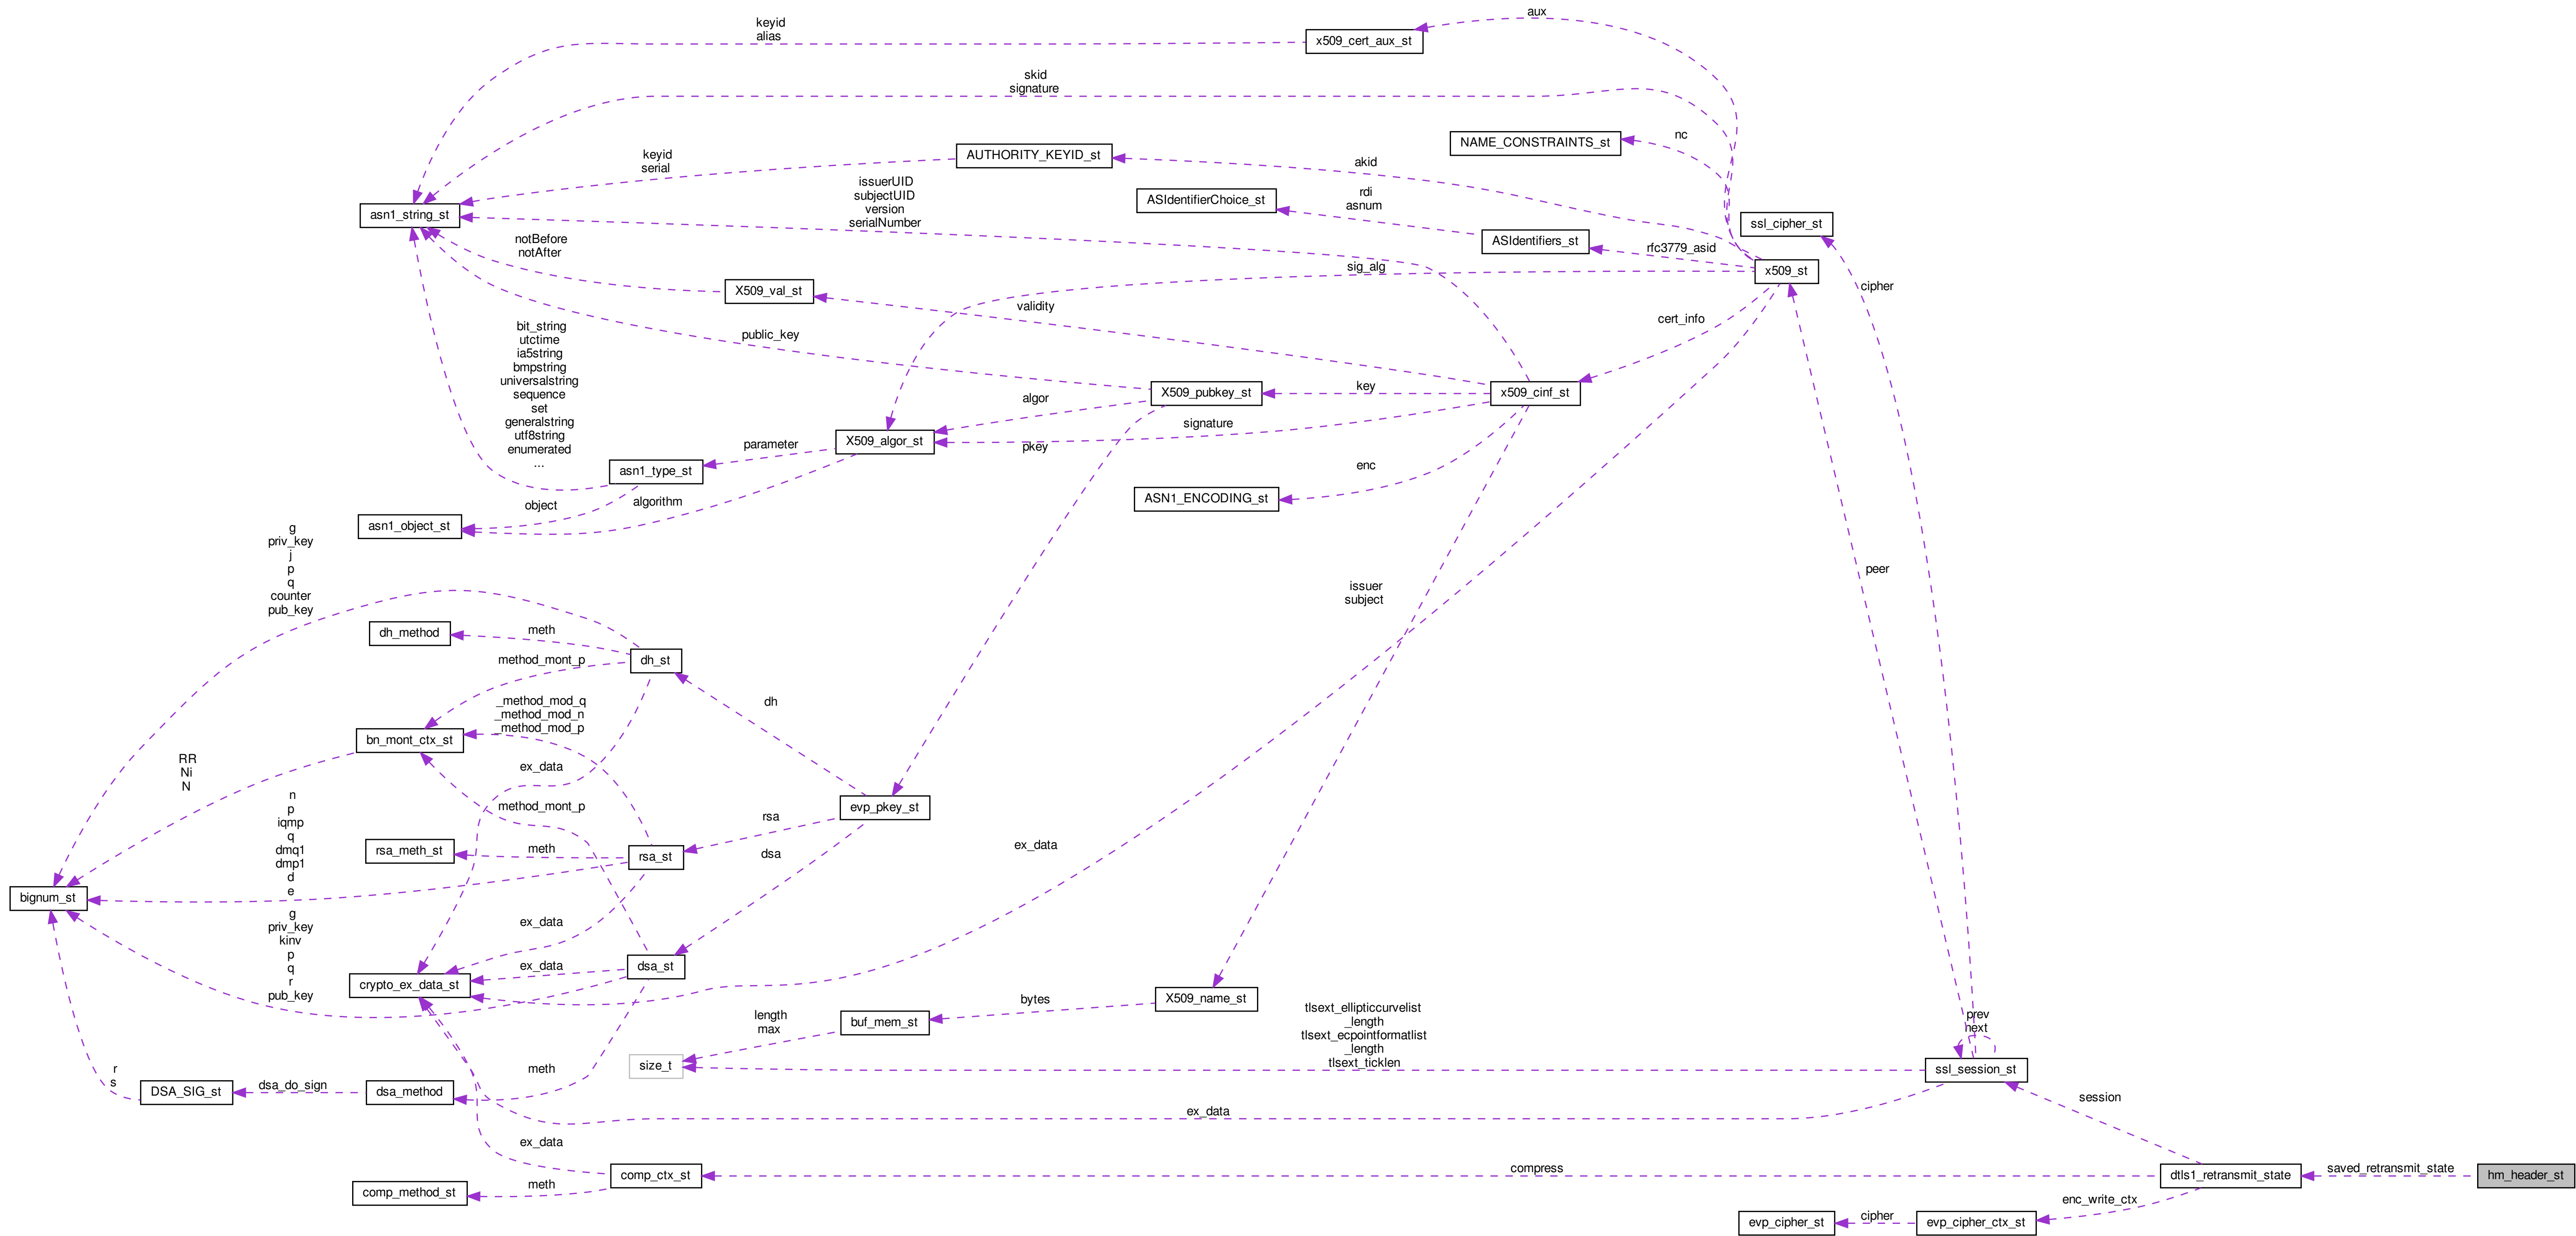 aux
keyid
alias
x509_cert_aux_st
skid
signature
nc
NAME_CONSTRAINTS_st
keyid
serial
AUTHORITY_KEYID_st
akid
issuerUID
subjectUID
version
serialNumber
ASIdentifierChoice_st
rdi
asnum
asn1_string_st
ssl_cipher_st
notBefore
notAfter
ASIdentifiers_st
rfc3779_asid
sig_alg
x509_st
X509_val_st
cipher
validity
cert_info
bit_string
utctime
ia5string
bmpstring
universalstring
sequence
set
generalstring
utf8string
enumerated
...
public_key
algor
X509_pubkey_st
key
x509_cinf_st
X509_algor_st
signature
parameter
pkey
asn1_type_st
enc
ASN1_ENCODING_st
object
algorithm
asn1_object_st
g
priv_key
j
p
q
counter
pub_key
peer
issuer
subject
dh_method
meth
dh_st
method_mont_p
dh
_method_mod_q
_method_mod_n
_method_mod_p
bn_mont_ctx_st
RR
Ni
N
ex_data
method_mont_p
evp_pkey_st
n
p
iqmp
q
dmq1
dmp1
d
e
rsa
rsa_meth_st
meth
rsa_st
dsa
ex_data
bignum_st
g
priv_key
kinv
p
q
r
pub_key
ex_data
ex_data
dsa_st
crypto_ex_data_st
X509_name_st
bytes
length
max
buf_mem_st
tlsext_ellipticcurvelist
_length
tlsext_ecpointformatlist
_length
tlsext_ticklen
prev
next
size_t
ssl_session_st
meth
r
s
DSA_SIG_st
dsa_do_sign
dsa_method
session
ex_data
ex_data
compress
comp_ctx_st
saved_retransmit_state
dtls1_retransmit_state
hm_header_st
meth
comp_method_st
enc_write_ctx
evp_cipher_st
cipher
evp_cipher_ctx_st